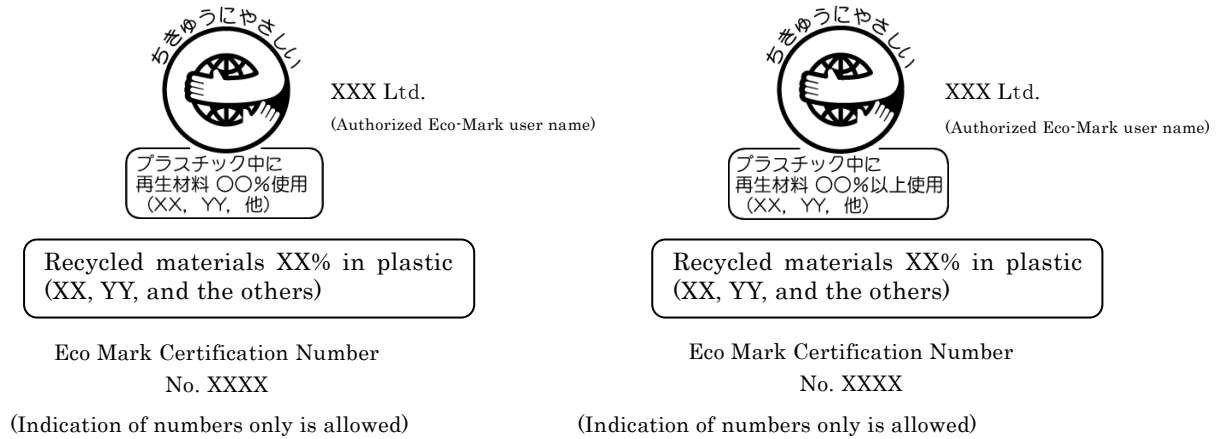 ちきゅうにやさしい
XXX Ltd.
(Authorized Eco-Mark user name)
プラスチック中に
再生材料 〇〇%使用
(XX, YY, 他)
Recycled materials XX% in plastic
(XX, YY, and the others)
Eco Mark Certification Number
No. XXXX
(Indication of numbers only is allowed)
ちきゅうにやさしい
XXX Ltd.
(Authorized Eco-Mark user name)
プラスチック中に
再生材料 〇〇%以上使用
(XX, YY, 他)
Recycled materials XX% in plastic
(XX, YY, and the others)
Eco Mark Certification Number
No. XXXX
(Indication of numbers only is allowed)